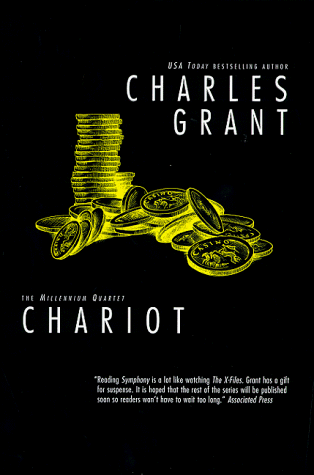 USA TODAY BESTSELLING AUTHOR
CHARLES
GRANT
CASINO
CASINO
THE MILLENNIUM QUARTET
CHARIOT
"Reading Symphony is a lot like watching The X-Files. Grant has a gift
for suspense. It is hoped that the rest of the series will be published
soon so readers won't have to wait too long." Associated Press